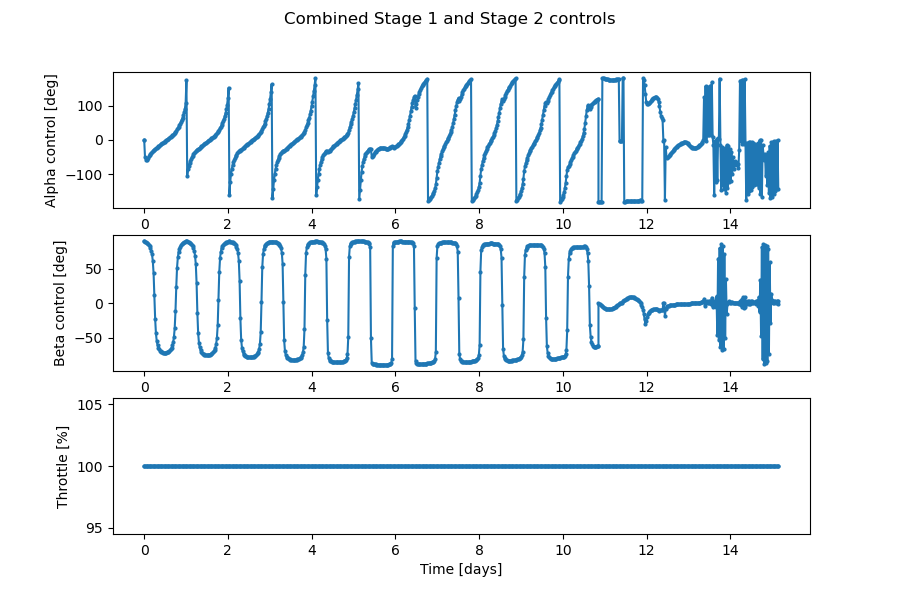 Combined Stage 1 and Stage 2 controls
Alpha control [deg]
100
0
−100
0 2 4 6 8 10 12 14
Beta control [deg]
50
0
−50
0 2 4 6 8 10 12 14
Throttle [%]
105
100
95
0 2 4 6 8 10 12 14
Time [days]